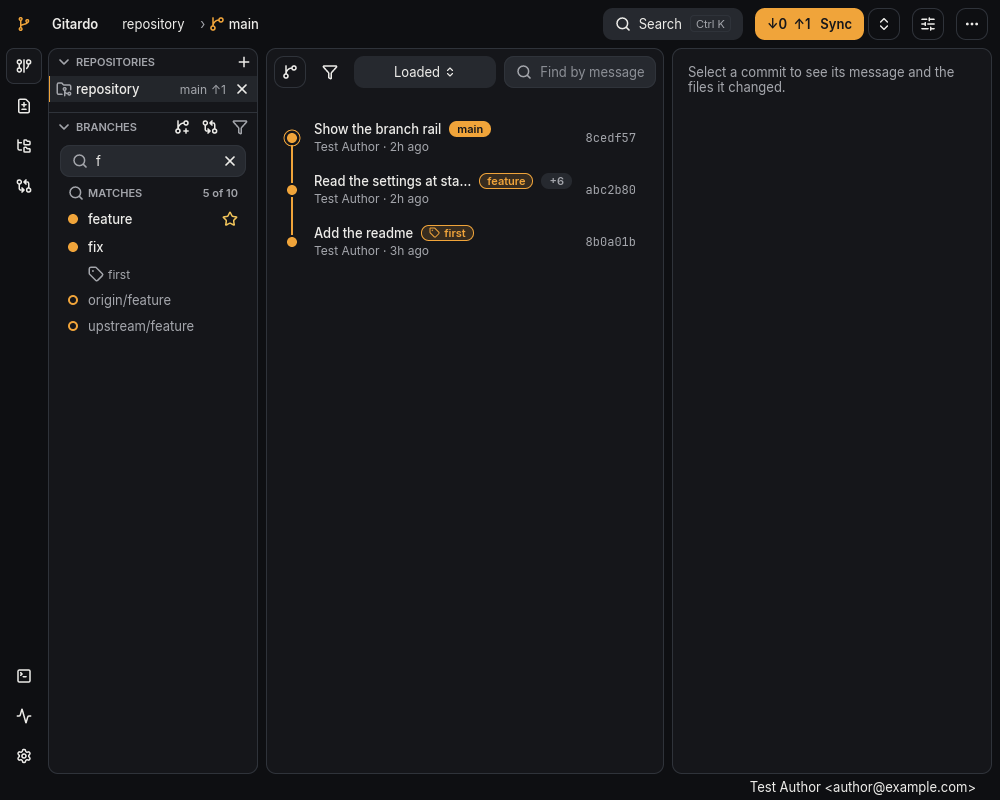 Gitardo repository › main Search Ctrl K ↓0 ↑1 Sync
REPOSITORIES
repository main ↑1
BRANCHES
f
MATCHES 5 of 10
feature
fix
first
origin/feature
upstream/feature
Loaded Find by message
Show the branch rail main 8cedf57
Test Author · 2h ago
Read the settings at sta... feature +6 abc2b80
Test Author · 2h ago
Add the readme first 8b0a01b
Test Author · 3h ago
Select a commit to see its message and the
files it changed.
Test Author <author@example.com>